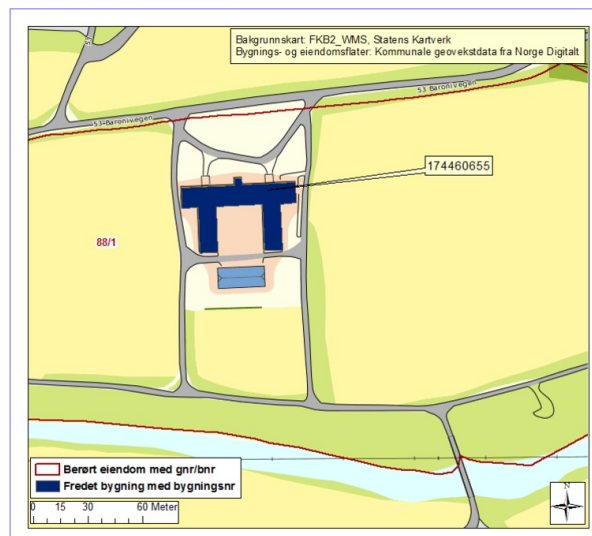 Bakgrunnskart: FKB2_WMS, Statens Kartverk
Bygnings- og eiendomsflater: Kommunale geovekstdata fra Norge Digitalt
53
53 Baronivegen
53 Baronivegen
174460655
88/1
Berørt eiendom med gnr/bnr
Fredet bygning med bygningsnr
0 15 30 60 Meter
N